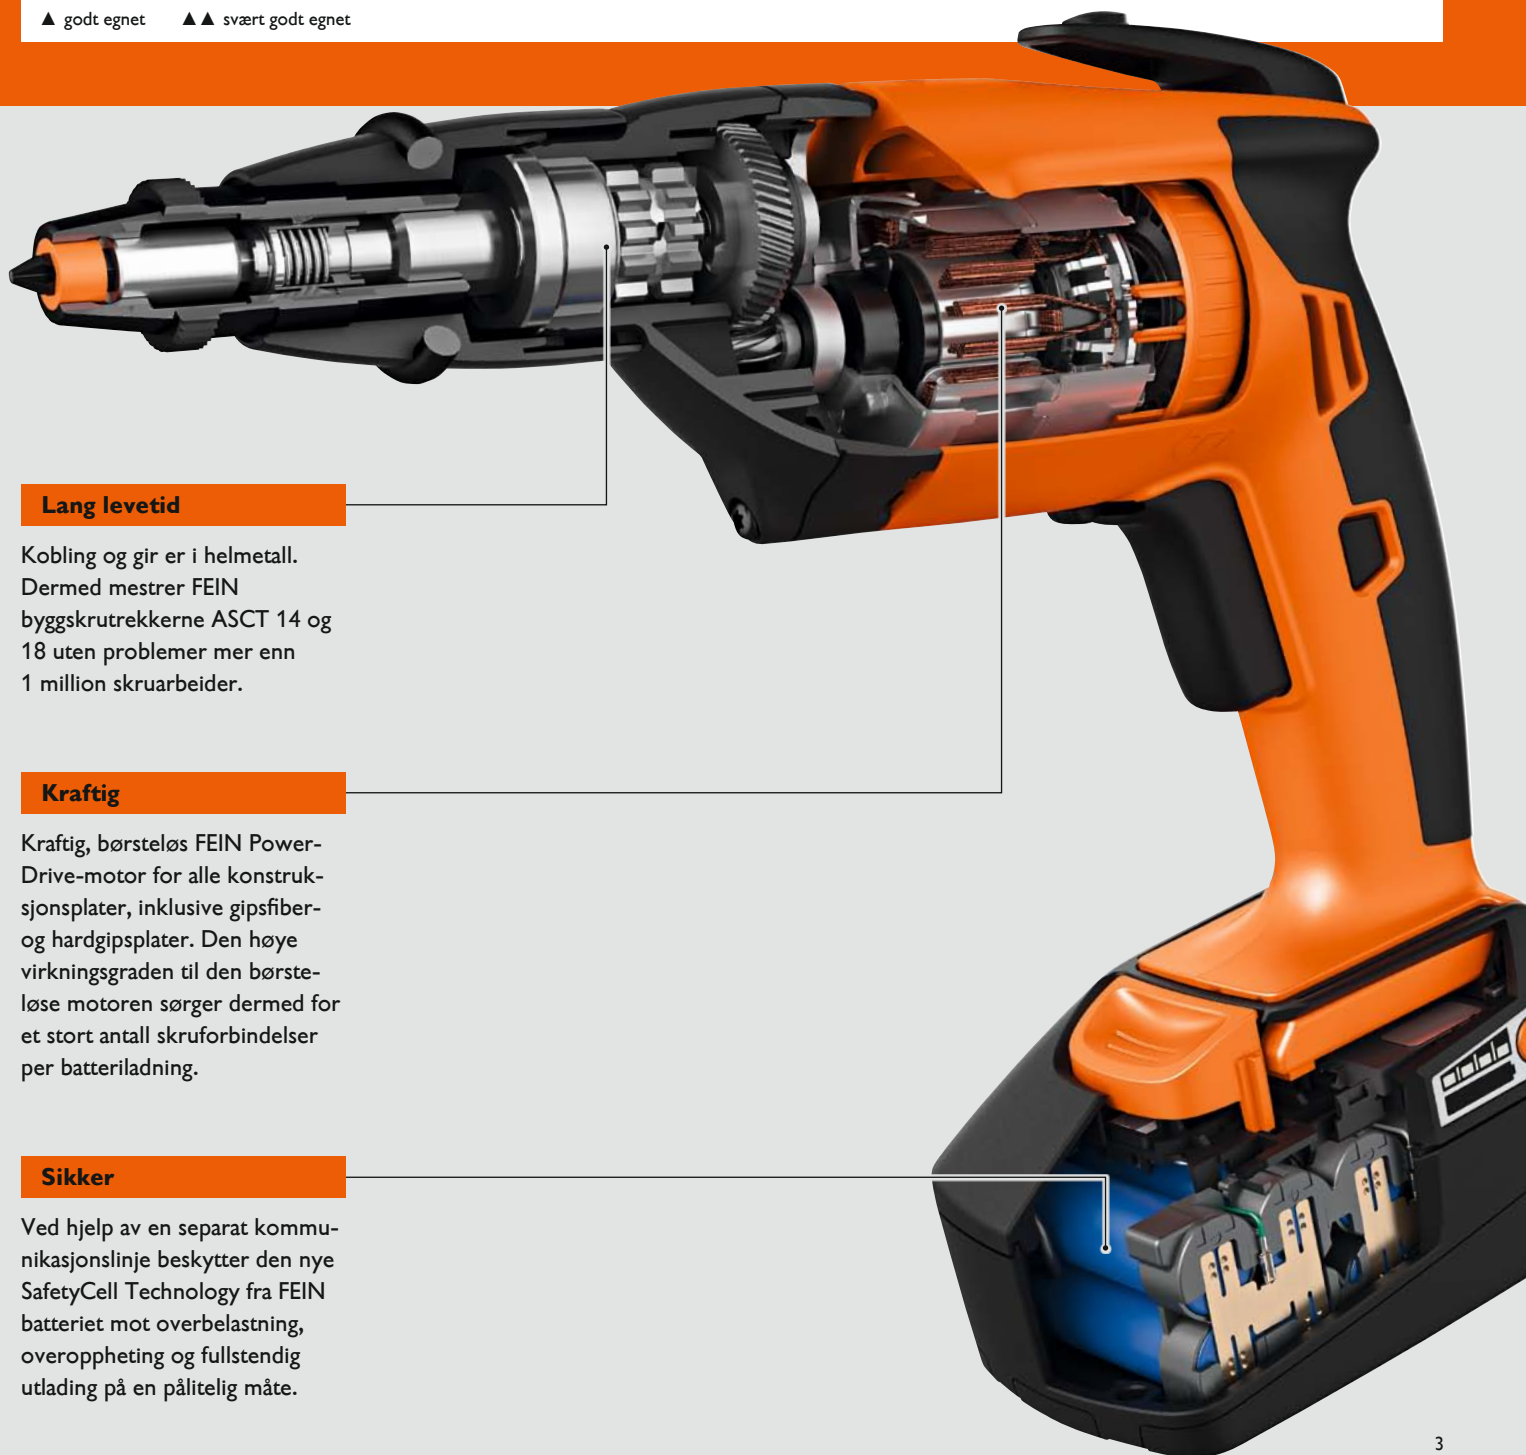 ▲ godt egnet ▲▲ svært godt egnet
Lang levetid
Kobling og gir er i helmetall.
Dermed mestrer FEIN
byggskrutrekkerne ASCT 14 og
18 uten problemer mer enn
1 million skruarbeider.
Kraftig
Kraftig, børsteløs FEIN Power-
Drive-motor for alle konstruk-
sjonsplater, inklusive gipsfiber-
og hardgipsplater. Den høye
virkningsgraden til den børste-
løse motoren sørger dermed for
et stort antall skruforbindelser
per batteriladning.
Sikker
Ved hjelp av en separat kommu-
nikasjonslinje beskytter den nye
SafetyCell Technology fra FEIN
batteriet mot overbelastning,
overoppheting og fullstendig
utlading på en pålitelig måte.
3